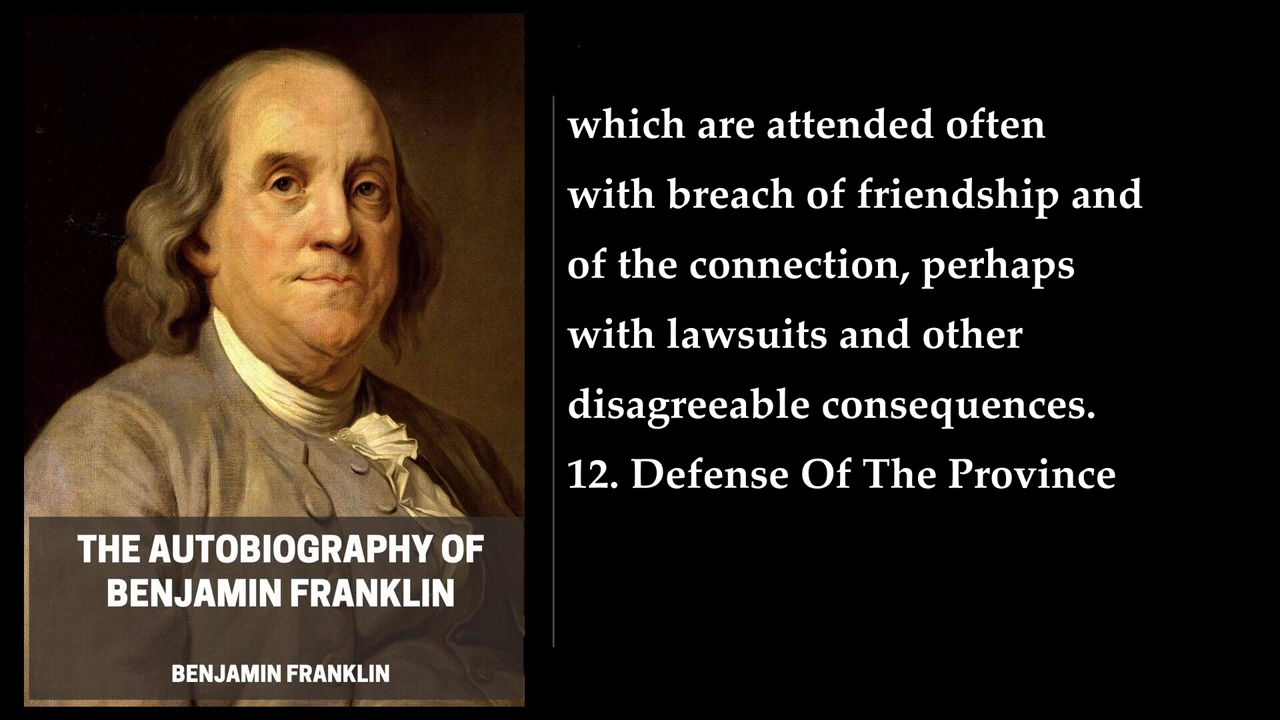 which are attended often
with breach of friendship and
of the connection, perhaps
with lawsuits and other
disagreeable consequences.
12. Defense Of The Province
THE AUTOBIOGRAPHY OF
BENJAMIN FRANKLIN
BENJAMIN FRANKLIN